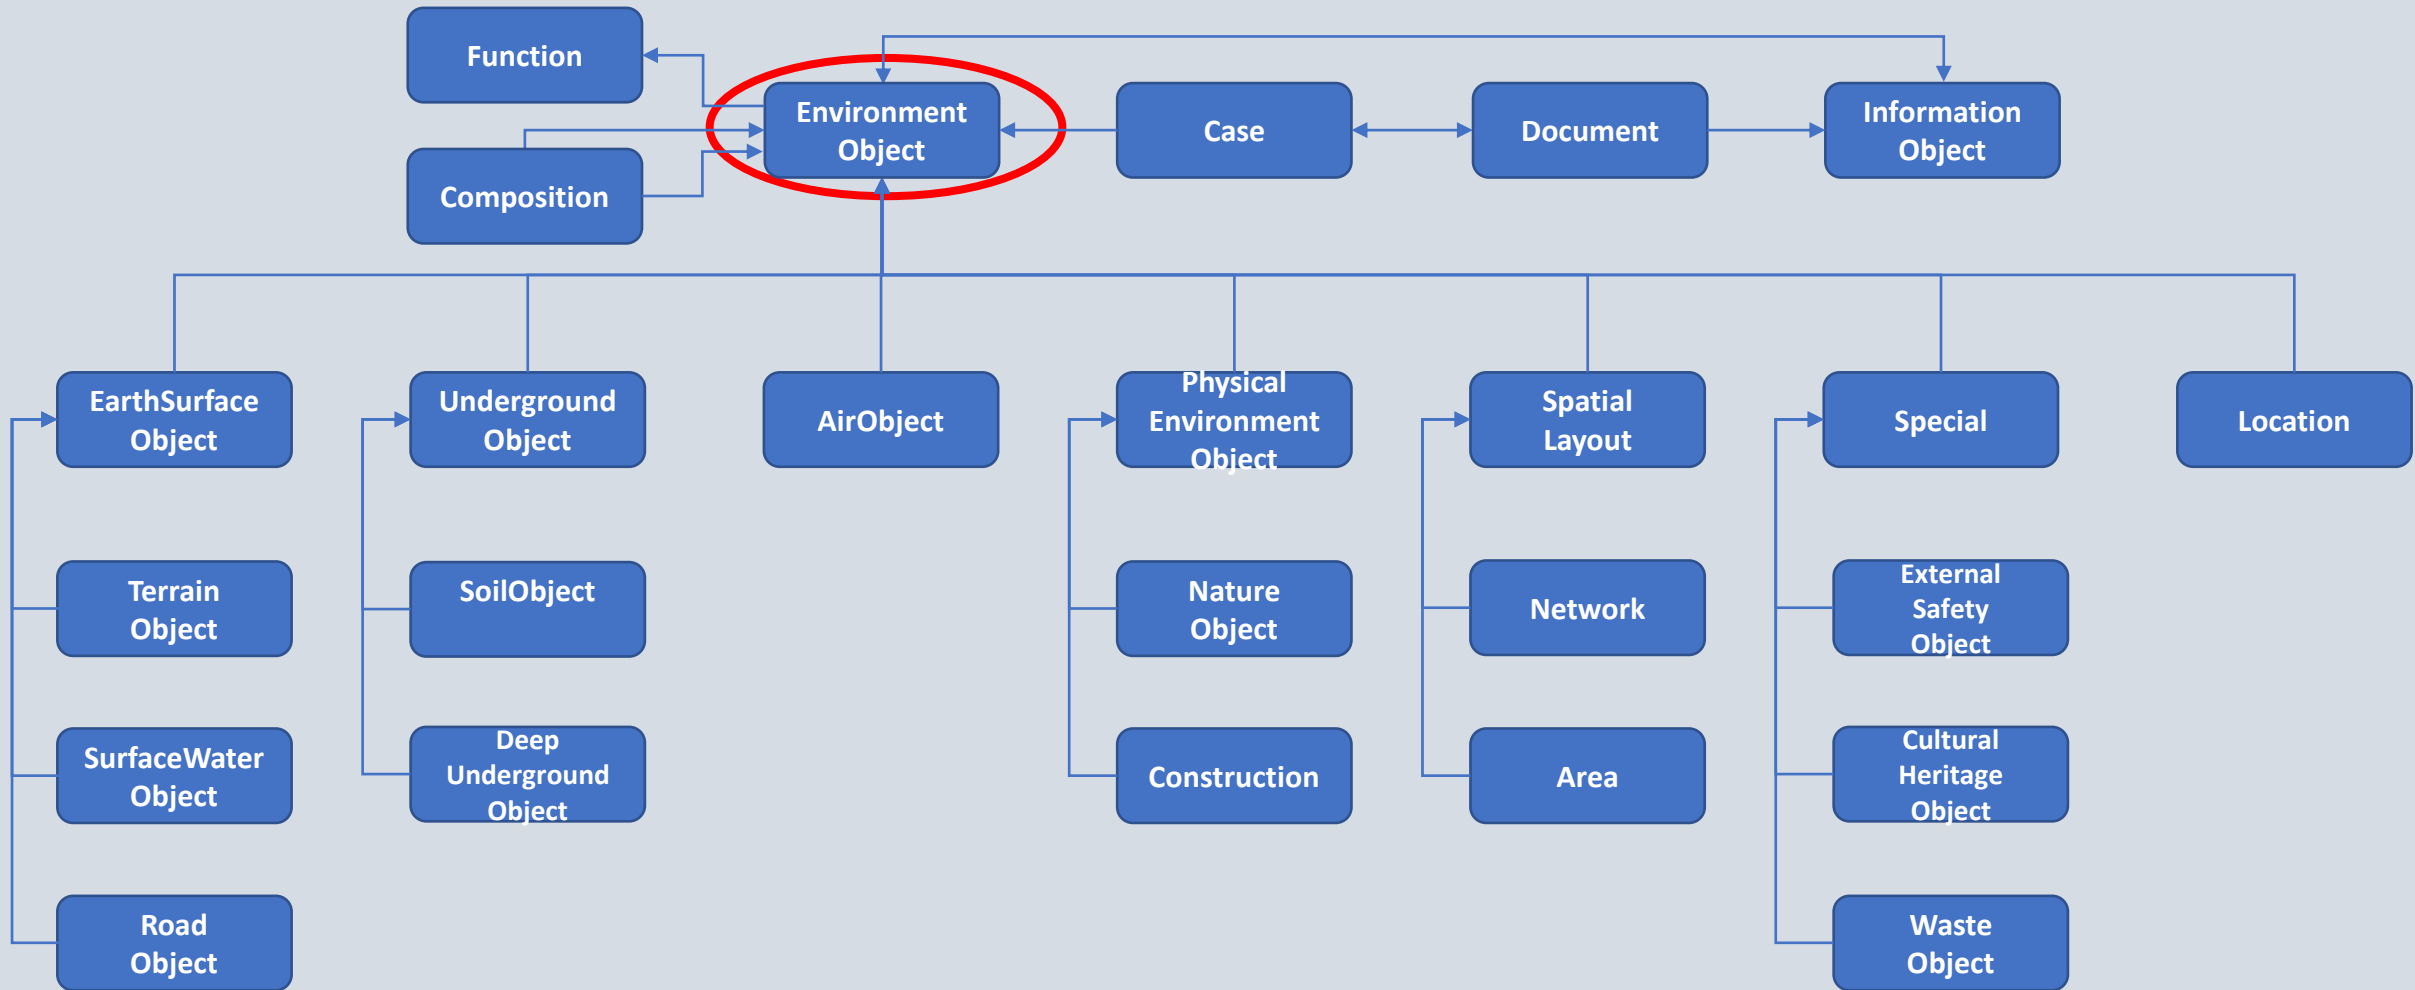 Function
Environment
Object
Case
Document
Information
Object
Composition
EarthSurface
Object
Underground
Object
AirObject
Physical
Environment
Object
Spatial
Layout
Special
Location
Terrain
Object
SoilObject
Nature
Object
Network
External
Safety
Object
SurfaceWater
Object
Deep
Underground
Object
Construction
Area
Cultural
Heritage
Object
Road
Object
Waste
Object